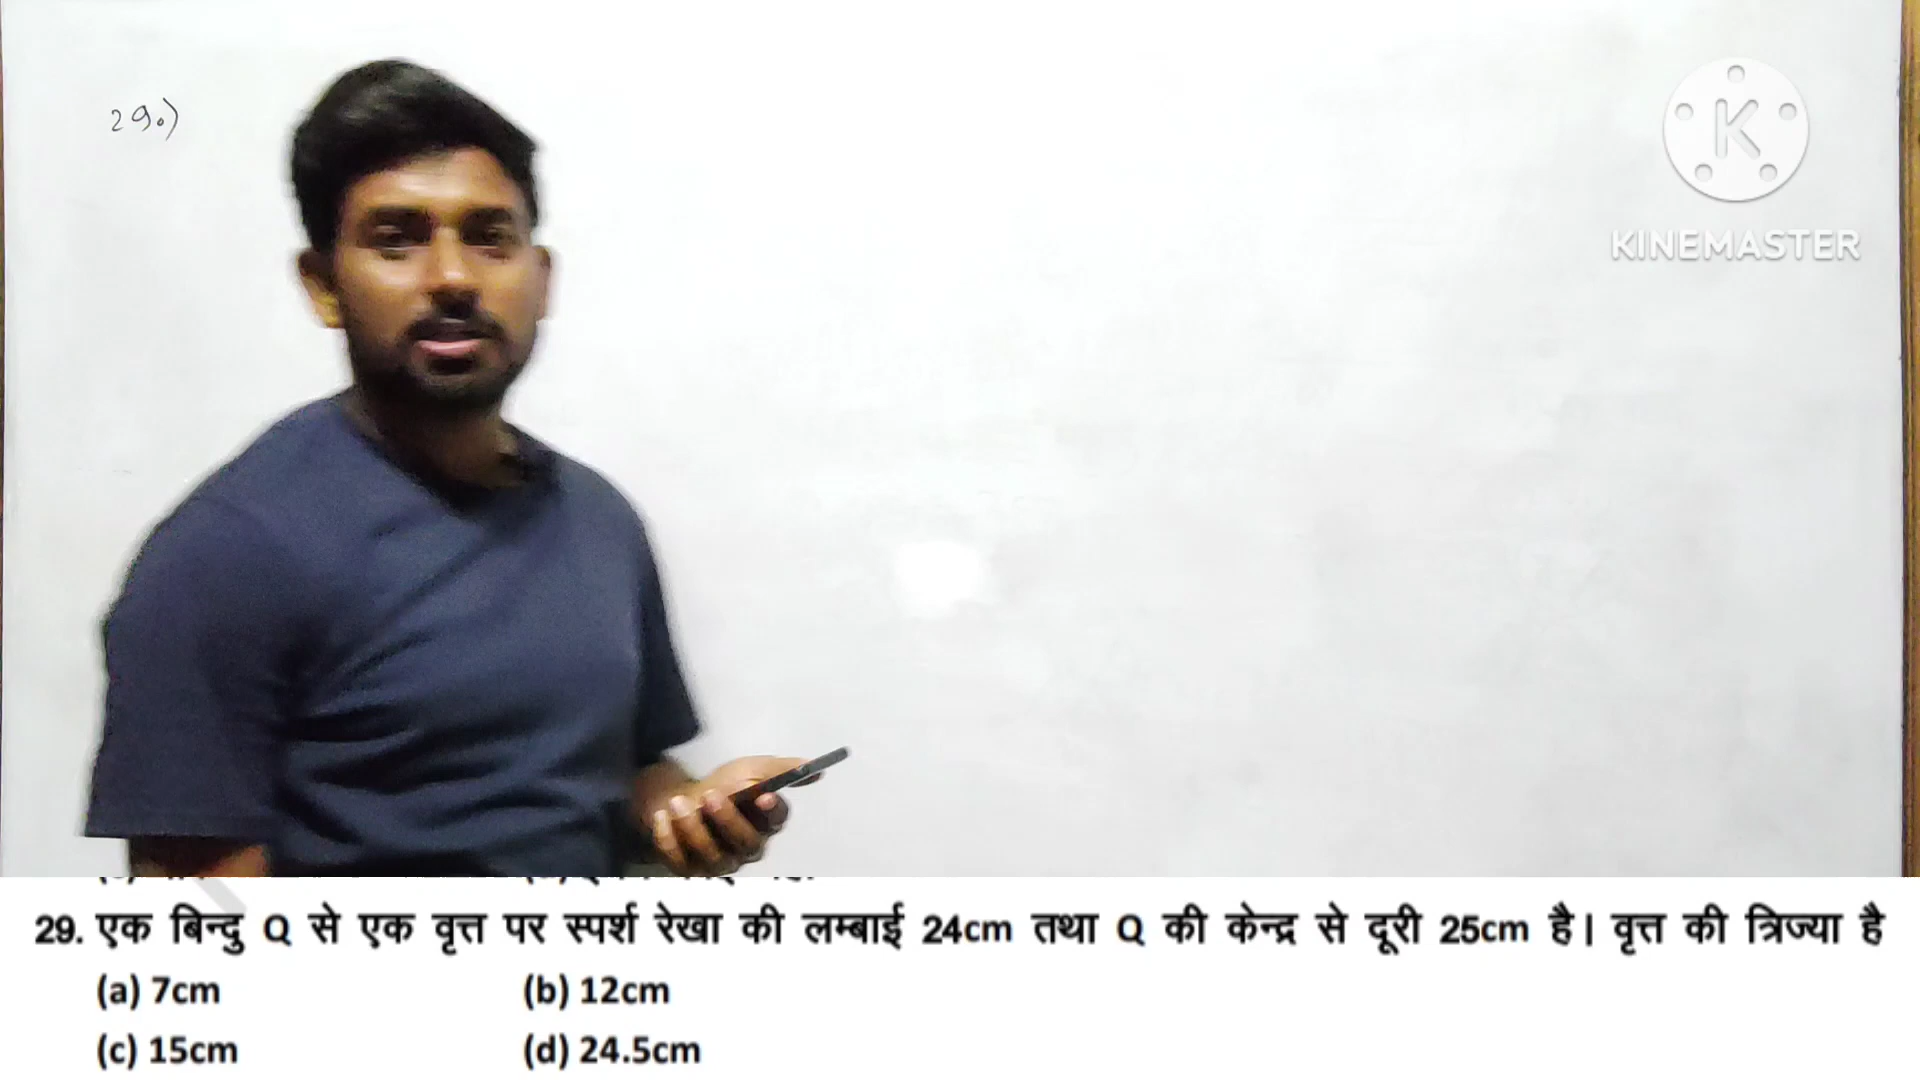 29.)
K
KINEMASTER
29. एक बिन्दु Q से एक वृत्त पर स्पर्श रेखा की लम्बाई 24cm तथा Q की केन्द्र से दूरी 25cm है। वृत्त की त्रिज्या है
(a) 7cm (b) 12cm
(c) 15cm (d) 24.5cm